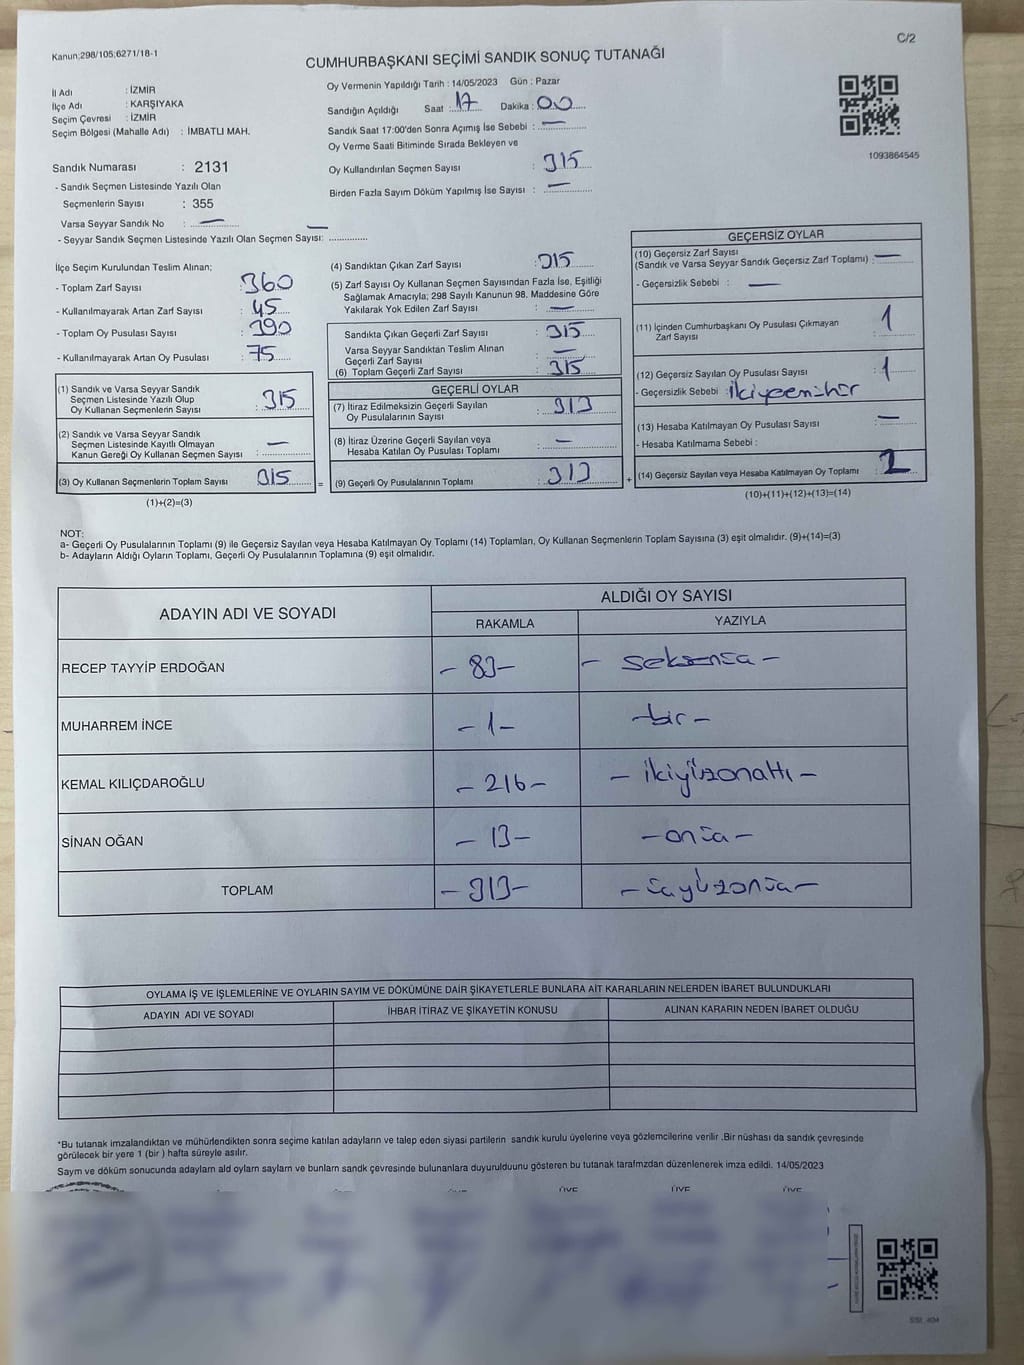 Kanun;298/105;6271/18-1
C/2
CUMHURBAŞKANI SEÇİMİ SANDIK SONUÇ TUTANAĞI
İl Adı : İZMİR
İlçe Adı : KARŞIYAKA
Seçim Çevresi : İZMİR
Seçim Bölgesi (Mahalle Adı) : İMBATLI MAH.
Sandık Numarası : 2131
- Sandık Seçmen Listesinde Yazılı Olan
Seçmenlerin Sayısı : 355
Varsa Seyyar Sandık No : —
- Seyyar Sandık Seçmen Listesinde Yazılı Olan Seçmen Sayısı: —
Oy Vermenin Yapıldığı Tarih : 14/05/2023 Gün : Pazar
Sandığın Açıldığı Saat : 17 Dakika : 00
Sandık Saat 17:00'den Sonra Açımış İse Sebebi : —
Oy Verme Saati Bitiminde Sırada Bekleyen ve
Oy Kullandırılan Seçmen Sayısı : 315
Birden Fazla Sayım Döküm Yapılmış İse Sayısı : —
1093864545
İlçe Seçim Kurulundan Teslim Alınan;
- Toplam Zarf Sayısı : 360
- Kullanılmayarak Artan Zarf Sayısı : 45
- Toplam Oy Pusulası Sayısı : 390
- Kullanılmayarak Artan Oy Pusulası : 75
(1) Sandık ve Varsa Seyyar Sandık
Seçmen Listesinde Yazılı Olup
Oy Kullanan Seçmenlerin Sayısı : 315
(2) Sandık ve Varsa Seyyar Sandık
Seçmen Listesinde Kayıtlı Olmayan
Kanun Gereği Oy Kullanan Seçmen Sayısı : —
(3) Oy Kullanan Seçmenlerin Toplam Sayısı : 315 =
(1)+(2)=(3)
(4) Sandıktan Çıkan Zarf Sayısı : 315
(5) Zarf Sayısı Oy Kullanan Seçmen Sayısından Fazla İse, Eşitliği
Sağlamak Amacıyla; 298 Sayılı Kanunun 98. Maddesine Göre
Yakılarak Yok Edilen Zarf Sayısı : —
Sandıkta Çıkan Geçerli Zarf Sayısı : 315
Varsa Seyyar Sandıktan Teslim Alınan
Geçerli Zarf Sayısı : —
(6) Toplam Geçerli Zarf Sayısı : 315
GEÇERLİ OYLAR
(7) İtiraz Edilmeksizin Geçerli Sayılan
Oy Pusulalarının Sayısı : 313
(8) İtiraz Üzerine Geçerli Sayılan veya
Hesaba Katılan Oy Pusulası Toplamı : —
(9) Geçerli Oy Pusulalarının Toplamı : 313 +
GEÇERSİZ OYLAR
(10) Geçersiz Zarf Sayısı
(Sandık ve Varsa Seyyar Sandık Geçersiz Zarf Toplamı) : —
- Geçersizlik Sebebi : —
(11) İçinden Cumhurbaşkanı Oy Pusulası Çıkmayan
Zarf Sayısı : 1
(12) Geçersiz Sayılan Oy Pusulası Sayısı : 1
- Geçersizlik Sebebi :
(13) Hesaba Katılmayan Oy Pusulası Sayısı : —
- Hesaba Katılmama Sebebi :
(14) Geçersiz Sayılan veya Hesaba Katılmayan Oy Toplamı : 2
(10)+(11)+(12)+(13)=(14)
NOT:
a- Geçerli Oy Pusulalarının Toplamı (9) ile Geçersiz Sayılan veya Hesaba Katılmayan Oy Toplamı (14) Toplamları, Oy Kullanan Seçmenlerin Toplam Sayısına (3) eşit olmalıdır. (9)+(14)=(3)
b- Adayların Aldığı Oyların Toplamı, Geçerli Oy Pusulalarının Toplamına (9) eşit olmalıdır.
ADAYIN ADI VE SOYADI
ALDIĞI OY SAYISI
RAKAMLA YAZIYLA
RECEP TAYYİP ERDOĞAN – 83 – – seksenüç –
MUHARREM İNCE – 1 – – bir –
KEMAL KILIÇDAROĞLU – 216 – – ikiyüzonaltı –
SİNAN OĞAN – 13 – – onüç –
TOPLAM – 313 – – üçyüzonüç –
OYLAMA İŞ VE İŞLEMLERİNE VE OYLARIN SAYIM VE DÖKÜMÜNE DAİR ŞİKAYETLERLE BUNLARA AİT KARARLARIN NELERDEN İBARET BULUNDUKLARI
ADAYIN ADI VE SOYADI İHBAR İTİRAZ VE ŞİKAYETİN KONUSU ALINAN KARARIN NEDEN İBARET OLDUĞU
*Bu tutanak imzalandıktan ve mühürlendikten sonra seçime katılan adayların ve talep eden siyasi partilerin sandık kurulu üyelerine veya gözlemcilerine verilir .Bir nüshası da sandık çevresinde
görülecek bir yere 1 (bir ) hafta süreyle asılır.
Saym ve döküm sonucunda adaylarn ald oylarn saylarn ve bunlarn sandk çevresinde bulunanlara duyurulduunu gösteren bu tutanak tarafmzdan düzenlenerek imza edildi. 14/05/2023
ÜYE ÜYE ÜYE